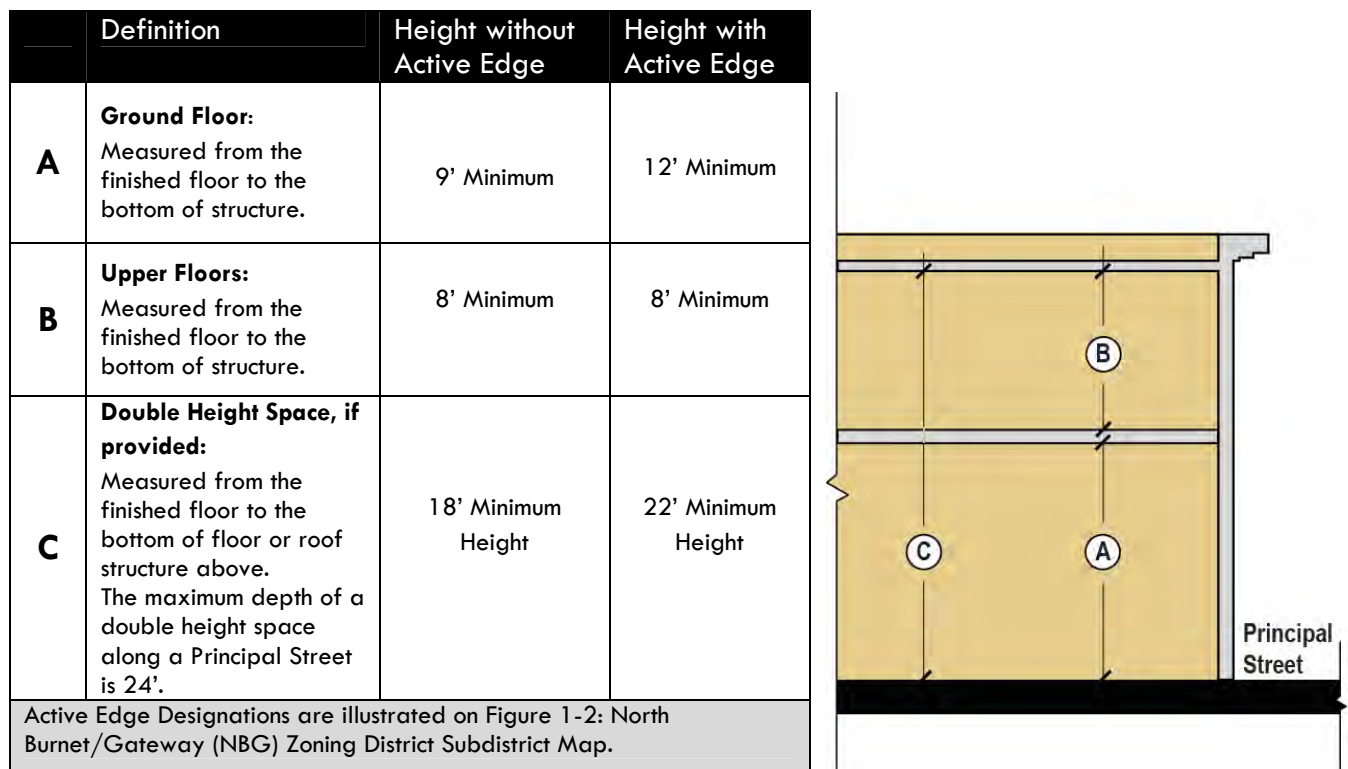 Definition
Height without
Active Edge
Height with
Active Edge
A
Ground Floor:
Measured from the
finished floor to the
bottom of structure.
9’ Minimum
12’ Minimum
B
Upper Floors:
Measured from the
finished floor to the
bottom of structure.
8’ Minimum
8’ Minimum
C
Double Height Space, if
provided:
Measured from the
finished floor to the
bottom of floor or roof
structure above.
The maximum depth of a
double height space
along a Principal Street
is 24’.
18’ Minimum
Height
22’ Minimum
Height
Active Edge Designations are illustrated on Figure 1-2: North
Burnet/Gateway (NBG) Zoning District Subdistrict Map.
B
C
A
Principal
Street